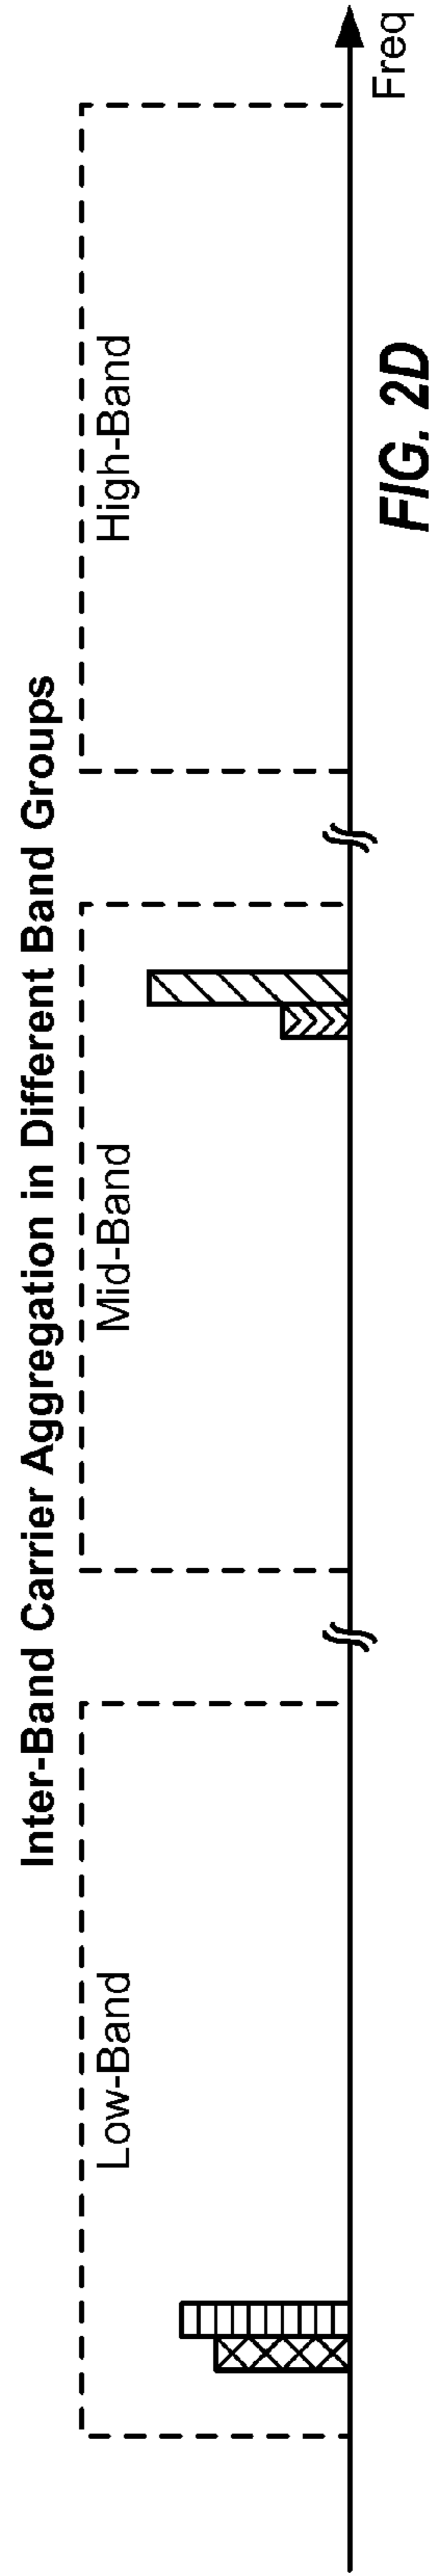 Inter-Band Carrier Aggregation in Different Band Groups
Low-Band
Mid-Band
High-Band
Freq
FIG. 2D